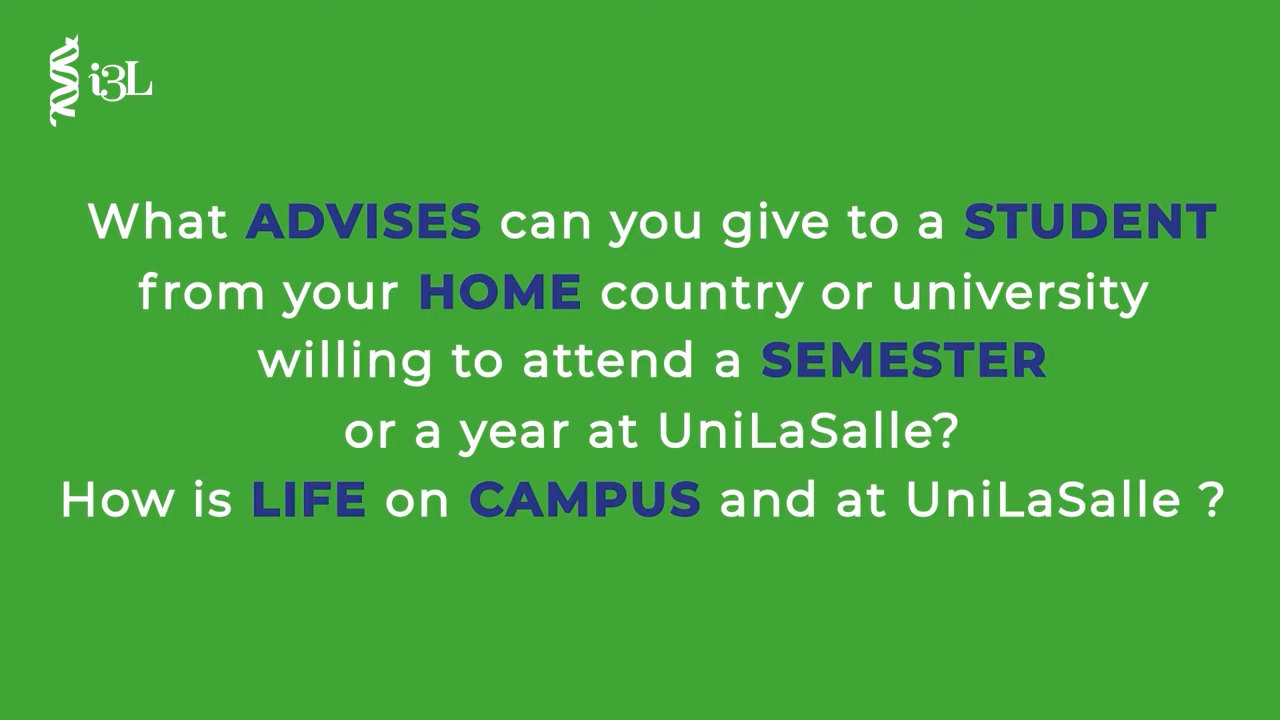 i3L
What ADVISES can you give to a STUDENT
from your HOME country or university
willing to attend a SEMESTER
or a year at UniLaSalle?
How is LIFE on CAMPUS and at UniLaSalle ?